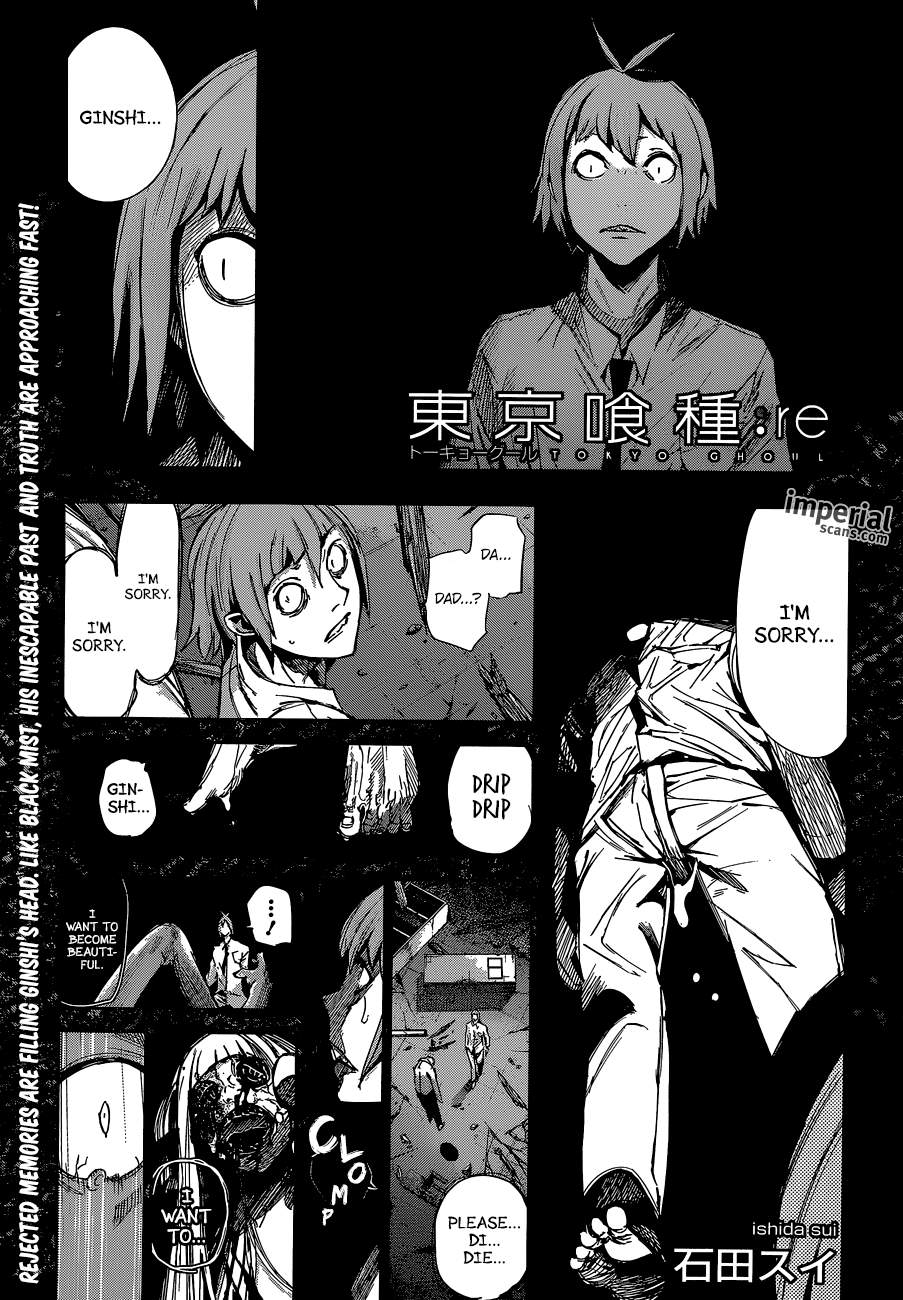 GINSHI...
東京喰種:re
トーキョーグール TOKYO GHOUL
REJECTED MEMORIES ARE FILLING GINSHI'S HEAD. LIKE BLACK MIST, HIS INESCAPABLE PAST AND TRUTH ARE APPROACHING FAST!
imperial
scans.com
I'M
SORRY...
DA...
DAD...?
I'M
SORRY.
I'M
SORRY.
DRIP
DRIP
GIN-
SHI...
...!
I
WANT TO
BECOME
BEAUTI-
FUL.
日
PLEASE...
DI...
DIE...
CLOMP
I
WANT
TO...
ishida sui
石田スイ